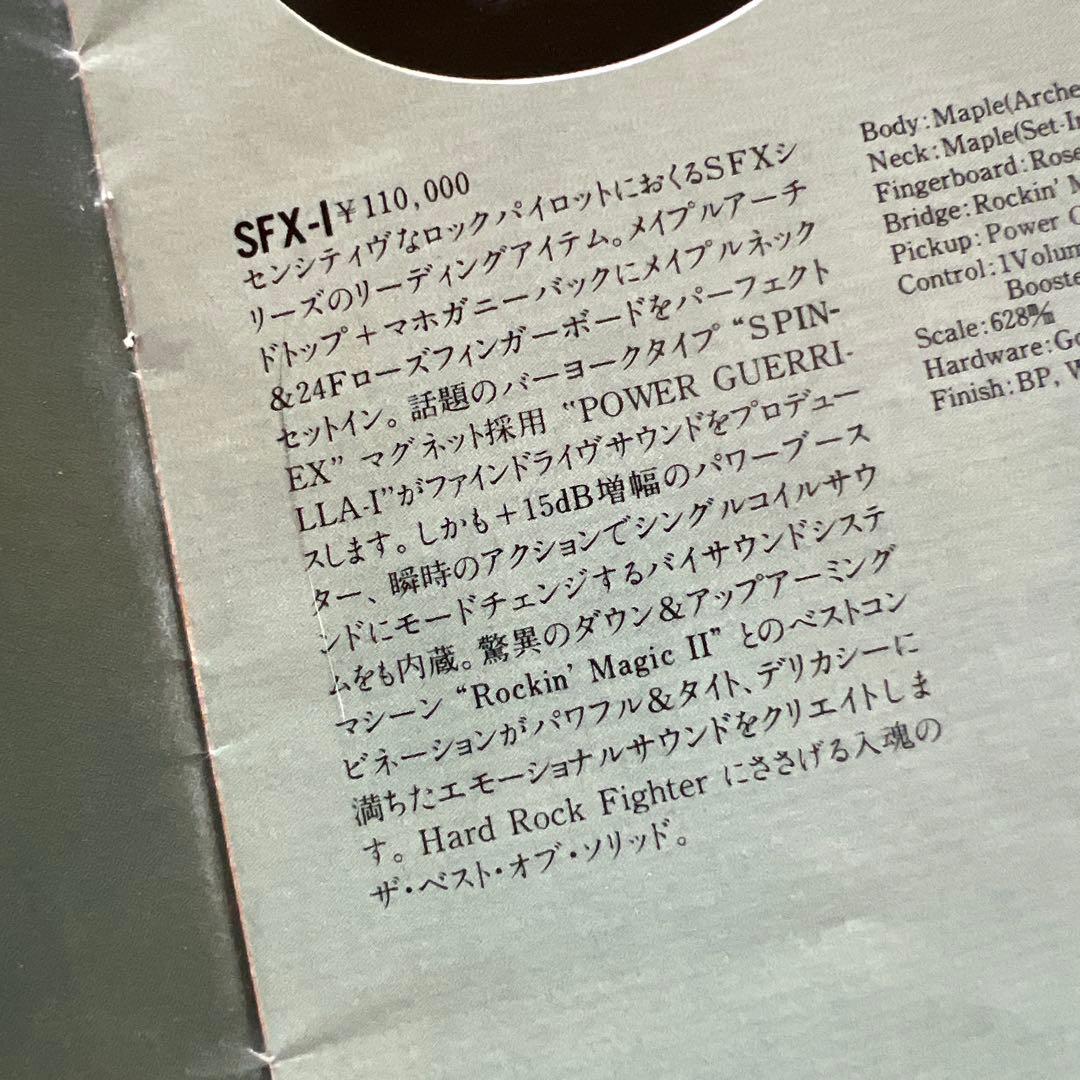 SFX-I ¥110,000
センシティヴなロックパイロットにおくるSFXシ
リーズのリーディングアイテム。メイプルアーチ
ドトップ+マホガニーバックにメイプルネック
&24Fローズフィンガーボードをパーフェクト
セットイン。話題のバーヨークタイプ“SPIN-
EX”マグネット採用“POWER GUERRI-
LLA-I”がファインドライヴサウンドをプロデュー
スします。しかも+15dB増幅のパワーブース
ター、瞬時のアクションでシングルコイルサウ
ンドにモードチェンジするバイサウンドシステ
ムをも内蔵。驚異のダウン&アップアーミング
マシーン“Rockin' Magic II”とのベストコン
ビネーションがパワフル&タイト、デリカシーに
満ちたエモーショナルサウンドをクリエイトしま
す。Hard Rock Fighterにささげる入魂の
ザ・ベスト・オブ・ソリッド。
Body:Maple(Arche
Neck:Maple(Set-In
Fingerboard:Rose
Bridge:Rockin' M
Pickup:Power G
Control:1Volum
Booste
Scale:628㎜
Hardware:Go
Finish:BP, W